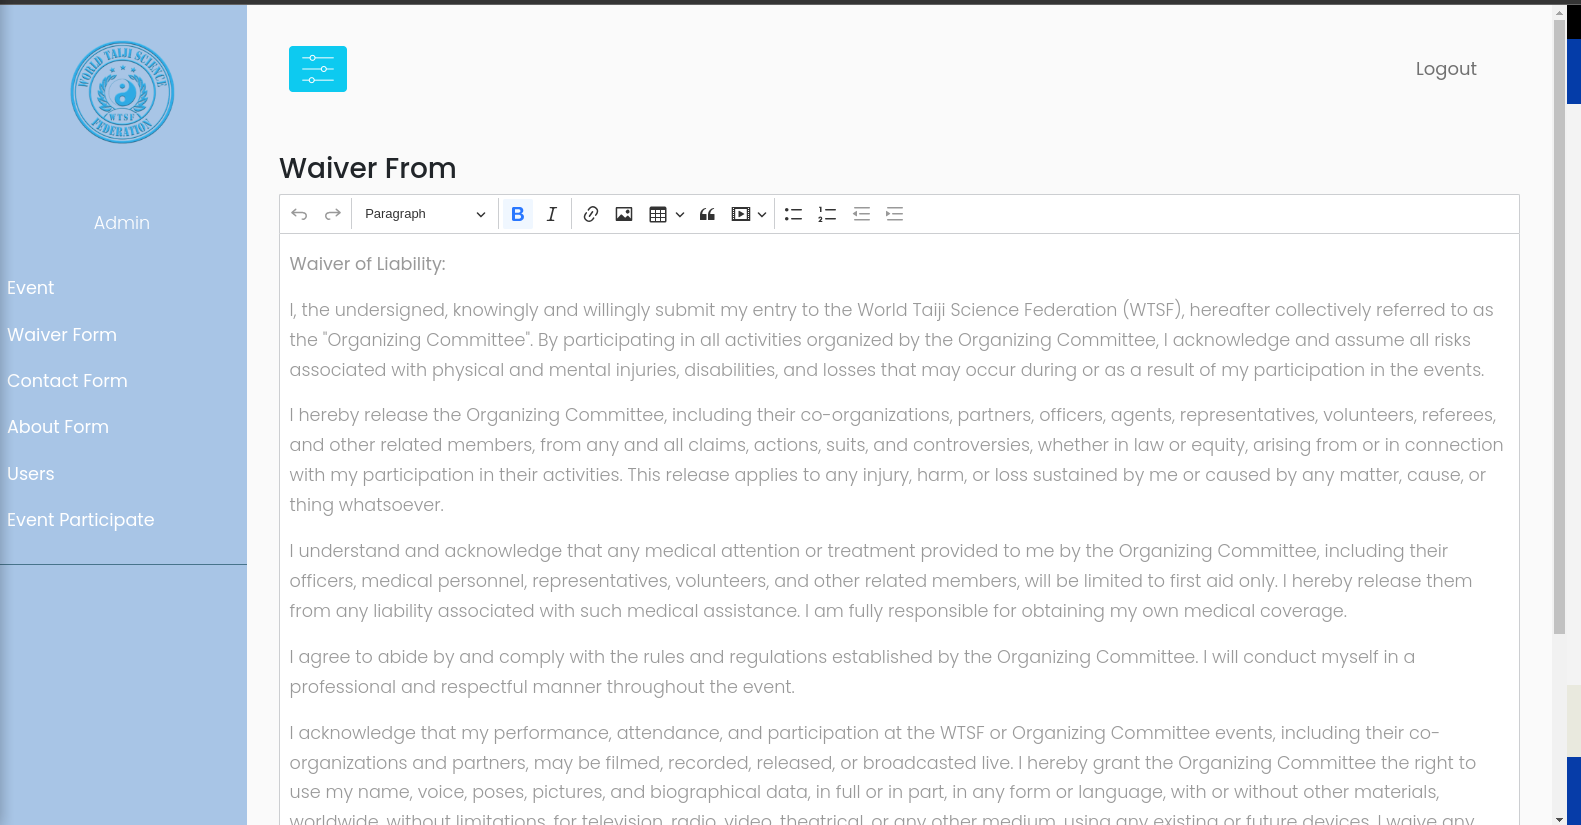 WORLD TAIJI SCIENCE
WTSF
FEDERATION
Logout
Waiver From
Admin
Paragraph
B I
Event
Waiver Form
Contact Form
About Form
Users
Event Participate
Waiver of Liability:
I, the undersigned, knowingly and willingly submit my entry to the World Taiji Science Federation (WTSF), hereafter collectively referred to as
the "Organizing Committee". By participating in all activities organized by the Organizing Committee, I acknowledge and assume all risks
associated with physical and mental injuries, disabilities, and losses that may occur during or as a result of my participation in the events.
I hereby release the Organizing Committee, including their co-organizations, partners, officers, agents, representatives, volunteers, referees,
and other related members, from any and all claims, actions, suits, and controversies, whether in law or equity, arising from or in connection
with my participation in their activities. This release applies to any injury, harm, or loss sustained by me or caused by any matter, cause, or
thing whatsoever.
I understand and acknowledge that any medical attention or treatment provided to me by the Organizing Committee, including their
officers, medical personnel, representatives, volunteers, and other related members, will be limited to first aid only. I hereby release them
from any liability associated with such medical assistance. I am fully responsible for obtaining my own medical coverage.
I agree to abide by and comply with the rules and regulations established by the Organizing Committee. I will conduct myself in a
professional and respectful manner throughout the event.
I acknowledge that my performance, attendance, and participation at the WTSF or Organizing Committee events, including their co-
organizations and partners, may be filmed, recorded, released, or broadcasted live. I hereby grant the Organizing Committee the right to
use my name, voice, poses, pictures, and biographical data, in full or in part, in any form or language, with or without other materials,
worldwide, without limitations, for television, radio, video, theatrical, or any other medium, using any existing or future devices. I waive any